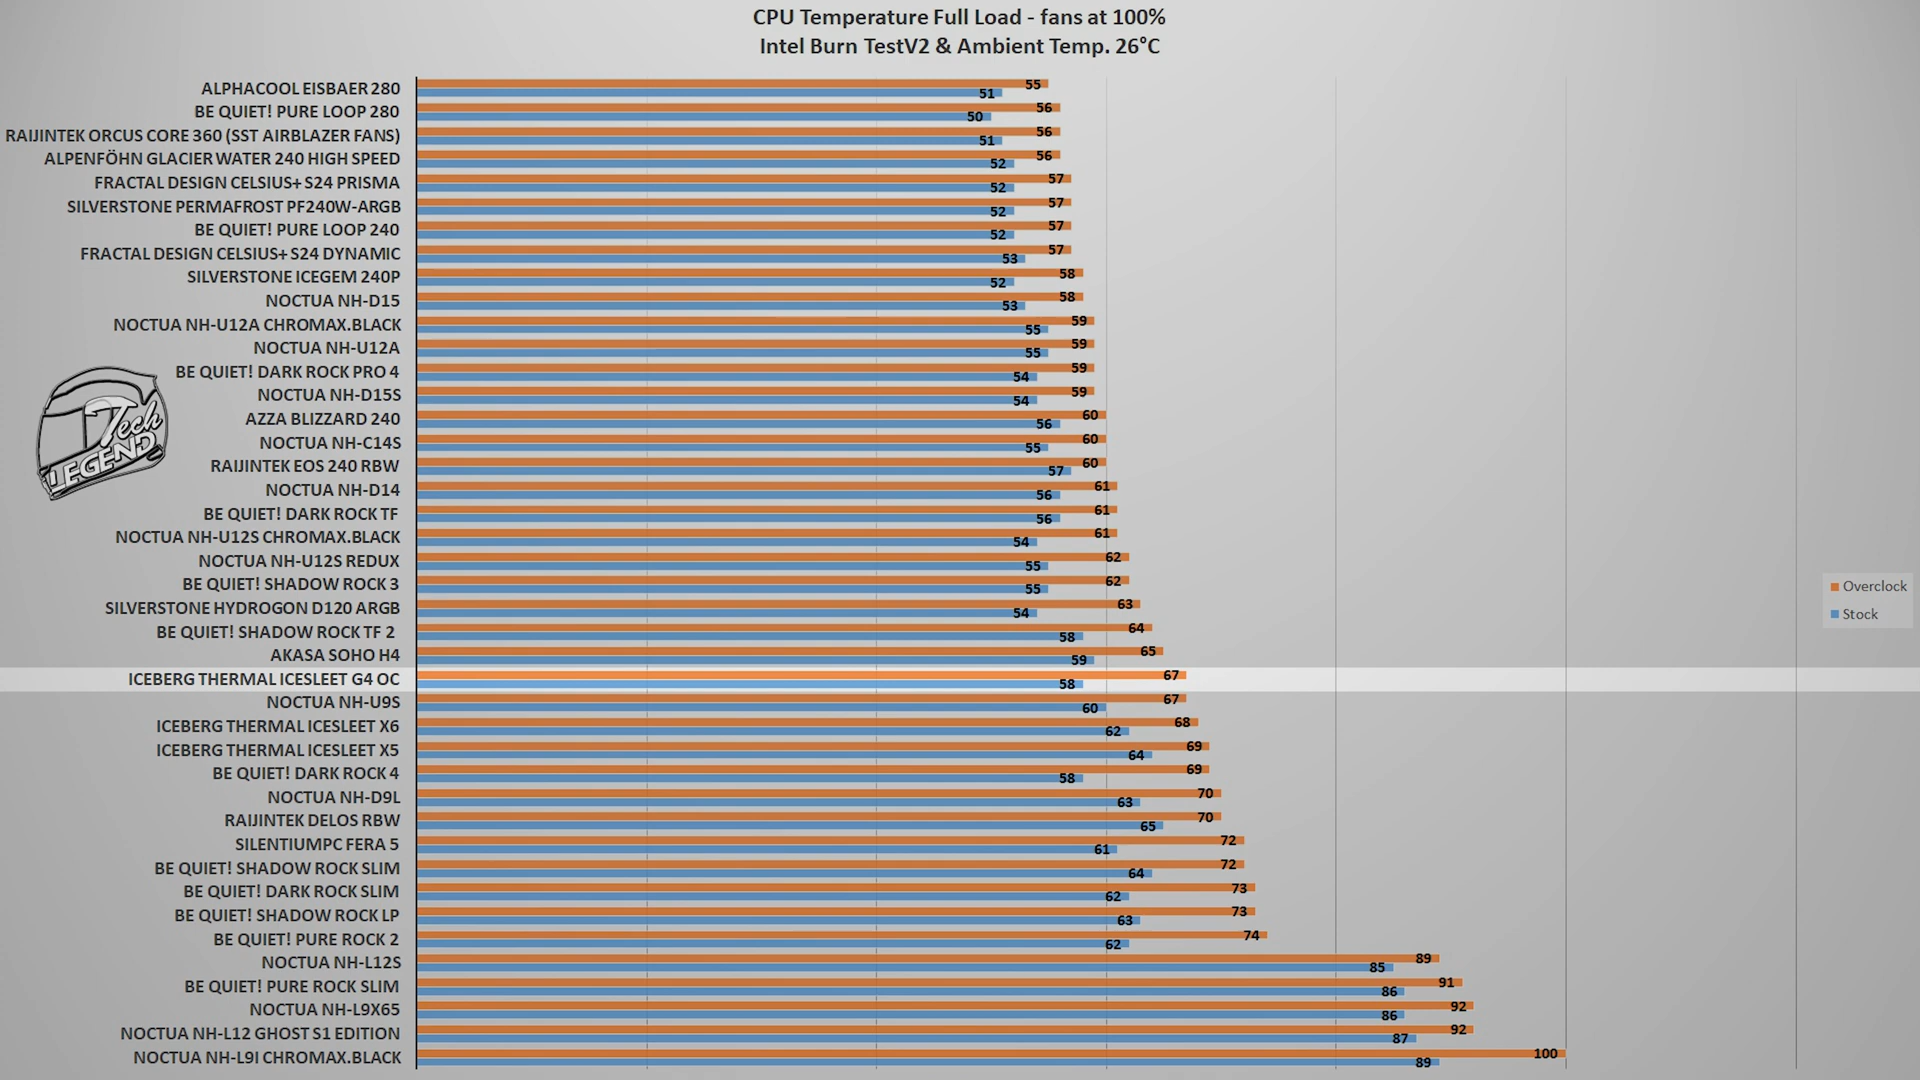 CPU Temperature Full Load - fans at 100%
Intel Burn TestV2 & Ambient Temp. 26°C
ALPHACOOL EISBAER 280 55 51
BE QUIET! PURE LOOP 280 56 50
RAIJINTEK ORCUS CORE 360 (SST AIRBLAZER FANS) 56 51
ALPENFÖHN GLACIER WATER 240 HIGH SPEED 56 52
FRACTAL DESIGN CELSIUS+ S24 PRISMA 57 52
SILVERSTONE PERMAFROST PF240W-ARGB 57 52
BE QUIET! PURE LOOP 240 57 52
FRACTAL DESIGN CELSIUS+ S24 DYNAMIC 57 53
SILVERSTONE ICEGEM 240P 58 52
NOCTUA NH-D15 58 53
NOCTUA NH-U12A CHROMAX.BLACK 59 55
NOCTUA NH-U12A 59 55
BE QUIET! DARK ROCK PRO 4 59 54
NOCTUA NH-D15S 59 54
AZZA BLIZZARD 240 60 56
NOCTUA NH-C14S 60 55
RAIJINTEK EOS 240 RBW 60 57
NOCTUA NH-D14 61 56
BE QUIET! DARK ROCK TF 61 56
NOCTUA NH-U12S CHROMAX.BLACK 61 54
NOCTUA NH-U12S REDUX 62 55
BE QUIET! SHADOW ROCK 3 62 55
SILVERSTONE HYDROGON D120 ARGB 63 54
BE QUIET! SHADOW ROCK TF 2 64 58
AKASA SOHO H4 65 59
ICEBERG THERMAL ICESLEET G4 OC 67 58
NOCTUA NH-U9S 67 60
ICEBERG THERMAL ICESLEET X6 68 62
ICEBERG THERMAL ICESLEET X5 69 64
BE QUIET! DARK ROCK 4 69 58
NOCTUA NH-D9L 70 63
RAIJINTEK DELOS RBW 70 65
SILENTIUMPC FERA 5 72 61
BE QUIET! SHADOW ROCK SLIM 72 64
BE QUIET! DARK ROCK SLIM 73 62
BE QUIET! SHADOW ROCK LP 73 63
BE QUIET! PURE ROCK 2 74 62
NOCTUA NH-L12S 89 85
BE QUIET! PURE ROCK SLIM 91 86
NOCTUA NH-L9X65 92 86
NOCTUA NH-L12 GHOST S1 EDITION 92 87
NOCTUA NH-L9I CHROMAX.BLACK 100 89
Tech
LEGEND
Overclock
Stock